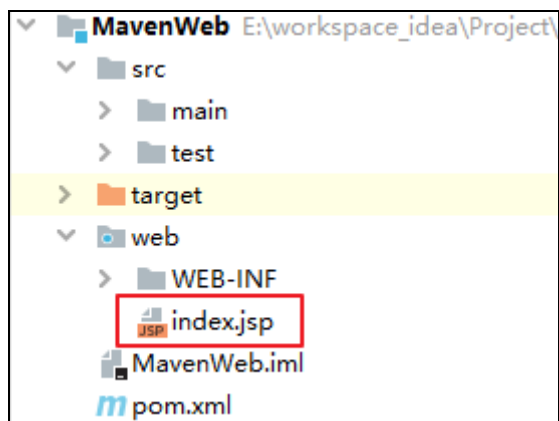 MavenWeb E:\workspace_idea\Project\
src
main
test
target
web
WEB-INF
JSP index.jsp
MavenWeb.iml
m pom.xml